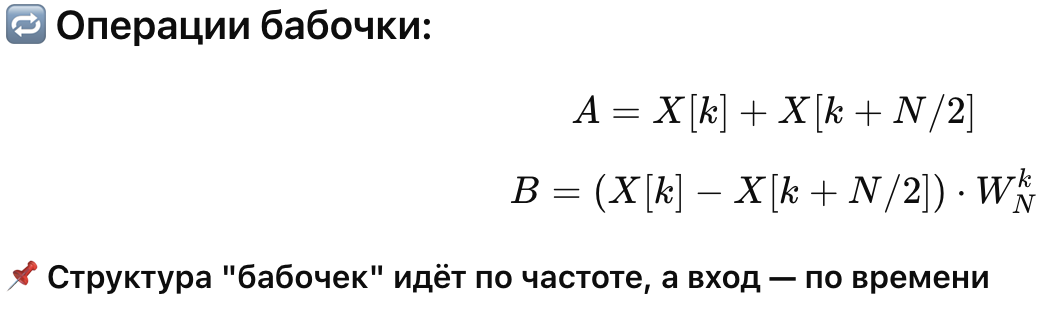 🔁 Операции бабочки:
A = X[k] + X[k + N/2]
B = (X[k] − X[k + N/2]) · W_N^k
📌 Структура "бабочек" идёт по частоте, а вход — по времени